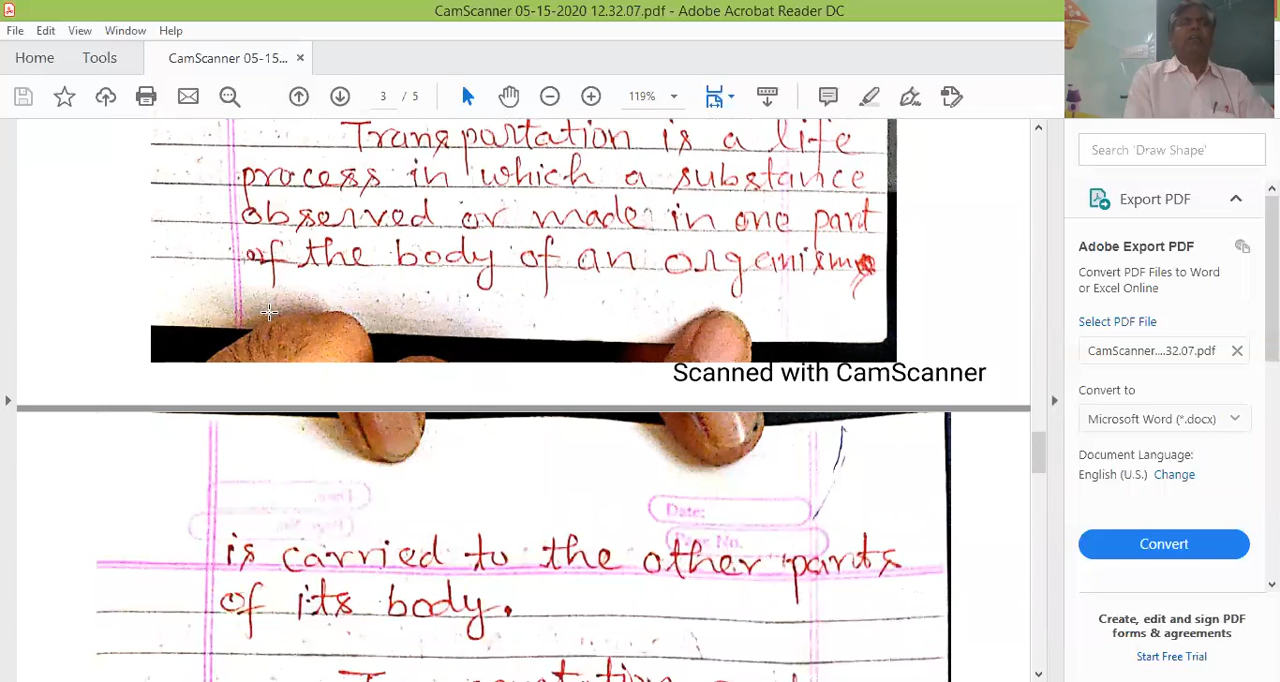 CamScanner 05-15-2020 12.32.07.pdf - Adobe Acrobat Reader DC
File Edit View Window Help
Home Tools CamScanner 05-15... ×
3 / 5 119%
Transpartation is a life
process in which a substance
observed or made in one part
of the body of an organism
Scanned with CamScanner
Date:
Page No.
is carried to the other parts
of its body.
Search 'Draw Shape'
Export PDF
Adobe Export PDF
Convert PDF Files to Word
or Excel Online
Select PDF File
CamScanner....32.07.pdf
Convert to
Microsoft Word (*.docx)
Document Language:
English (U.S.) Change
Convert
Create, edit and sign PDF
forms & agreements
Start Free Trial